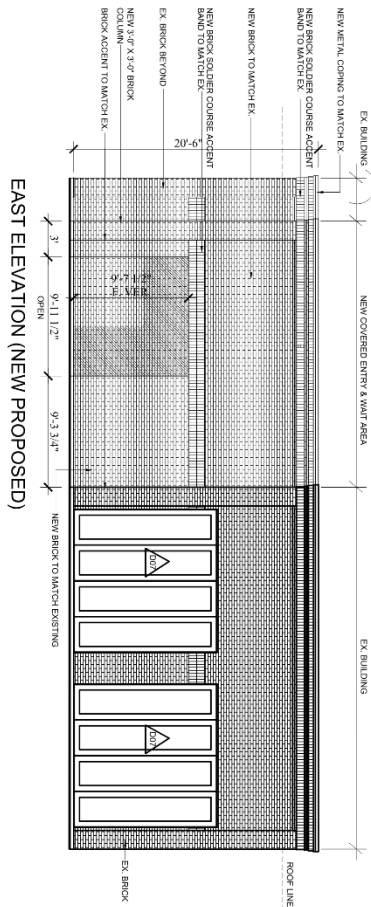 EX. BUILDING
NEW COVERED ENTRY & WAIT AREA
EX. BUILDING
NEW METAL COPING TO MATCH EX.
NEW BRICK SOLDIER COURSE ACCENT
BAND TO MATCH EX.
ROOF LINE
NEW BRICK TO MATCH EX.
NEW BRICK SOLDIER COURSE ACCENT
BAND TO MATCH EX.
EX. BRICK BEYOND
NEW 3'-0" X 3'-0" BRICK
COLUMN
BRICK ACCENT TO MATCH EX.
20'-6"
9'-7 1/2"
F. VER.
D07
D07
3'
9'-11 1/2"
OPEN
9'-3 3/4"
NEW BRICK TO MATCH EXISTING
EX. BRICK
EAST ELEVATION (NEW PROPOSED)